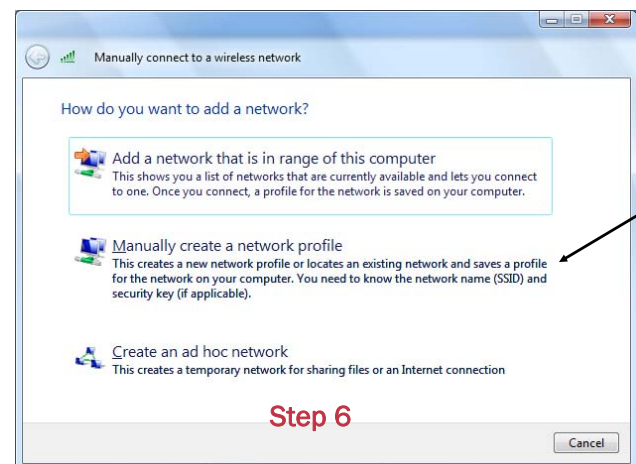 Manually connect to a wireless network
How do you want to add a network?
Add a network that is in range of this computer
This shows you a list of networks that are currently available and lets you connect
to one. Once you connect, a profile for the network is saved on your computer.
Manually create a network profile
This creates a new network profile or locates an existing network and saves a profile
for the network on your computer. You need to know the network name (SSID) and
security key (if applicable).
Create an ad hoc network
This creates a temporary network for sharing files or an Internet connection
Step 6
Cancel